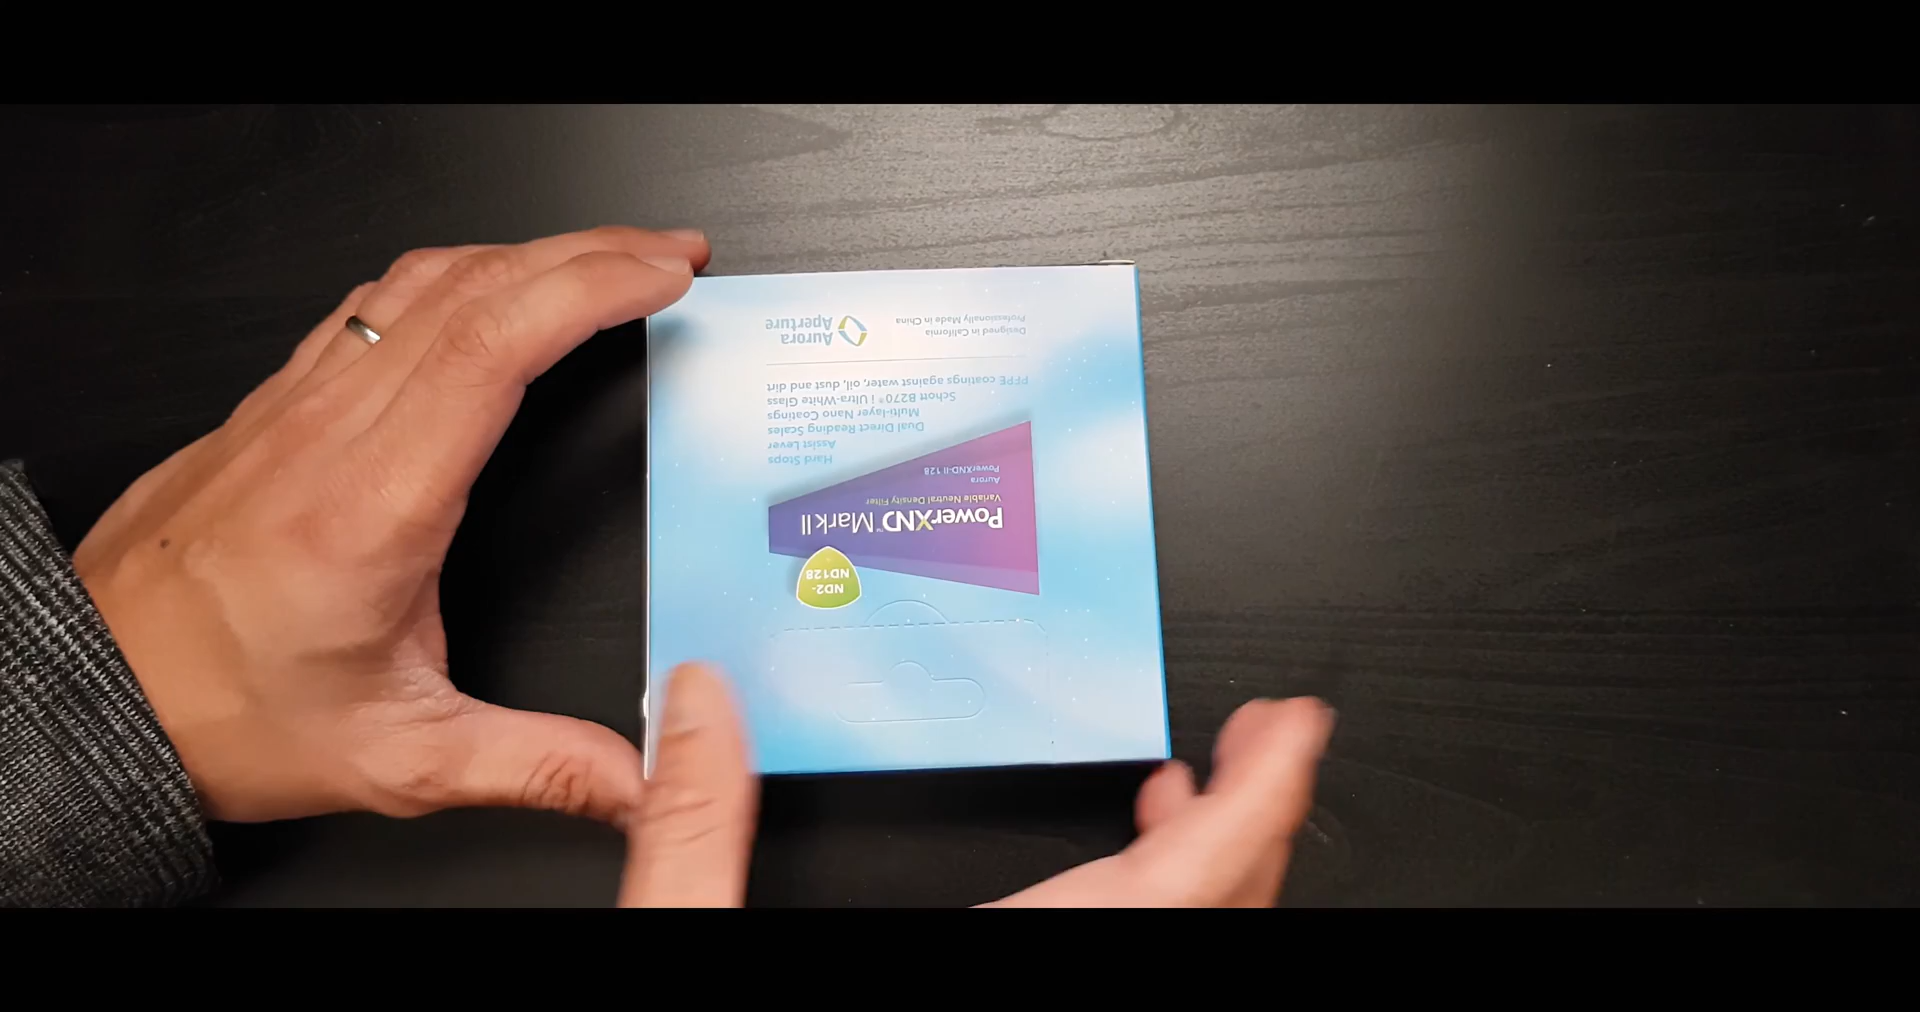 ND2-
ND128
PowerXND™ Mark II
Variable Neutral Density Filter
Aurora
PowerXND-II 128
Hard Stops
Assist Lever
Dual Direct Reading Scales
Multi-layer Nano Coatings
Schott B270® i Ultra-White Glass
PFPE coatings against water, oil, dust and dirt
Designed in California
Professionally Made in China
Aurora
Aperture